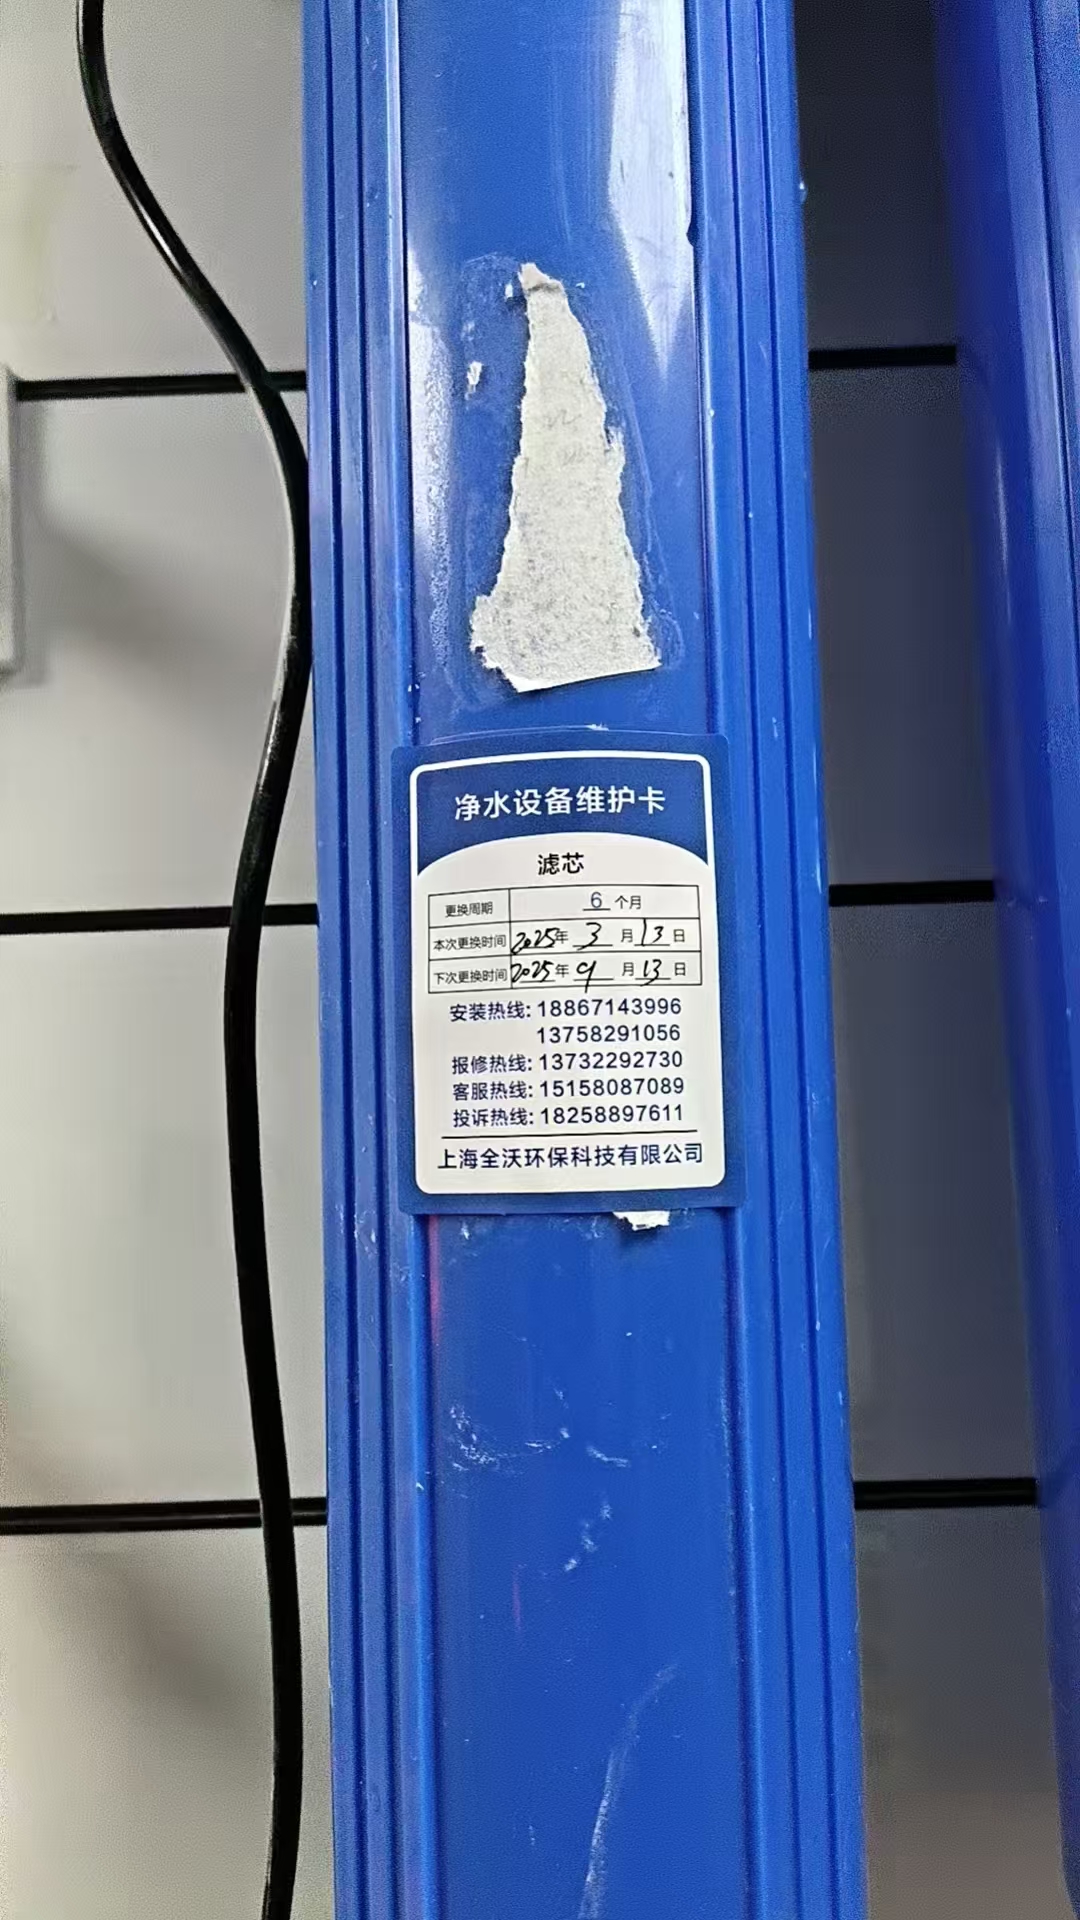 净水设备维护卡
滤芯
更换周期 6 个月
本次更换时间 2025年 3 月 13 日
下次更换时间 2025年 9 月 13 日
安装热线: 18867143996
13758291056
报修热线: 13732292730
客服热线: 15158087089
投诉热线: 18258897611
上海全沃环保科技有限公司